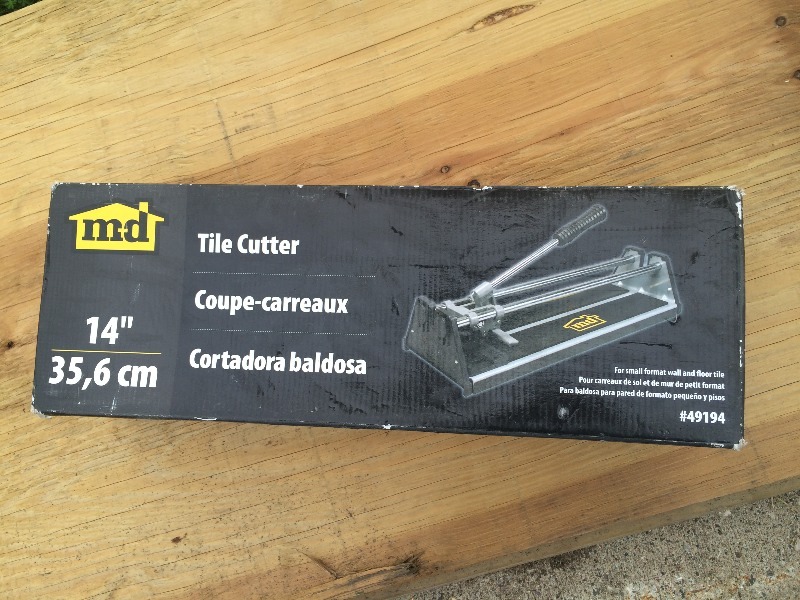 m-d
14"
35,6 cm
Tile Cutter
Coupe-carreaux
Cortadora baldosa
m-d
For small format wall and floor tile
Pour carreaux de sol et de mur de petit format
Para baldosa para pared de formato pequeño y pisos
#49194